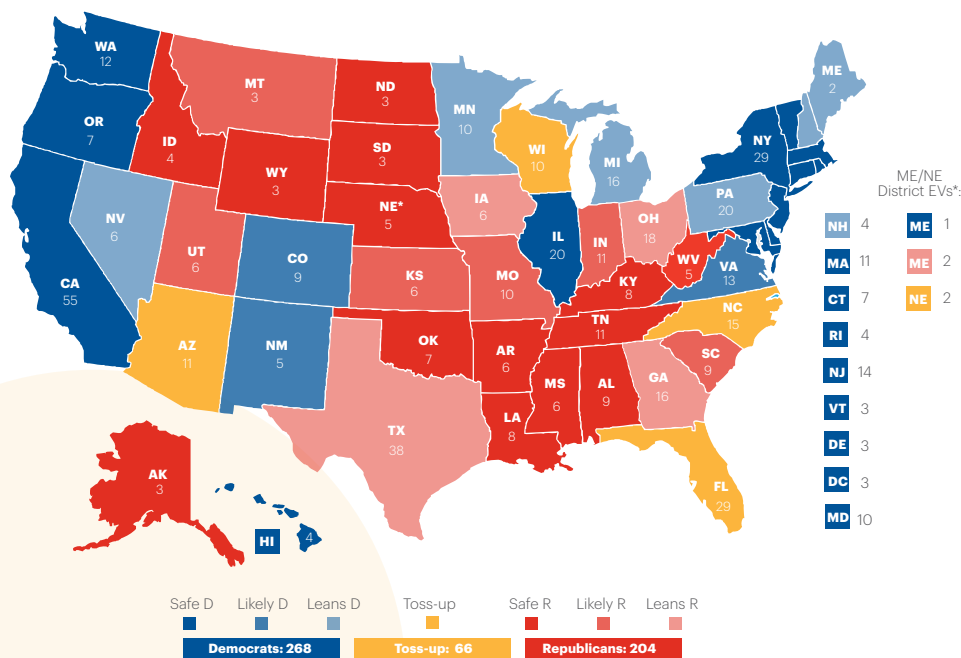 WA
12
OR
7
CA
55
NV
6
ID
4
MT
3
WY
3
UT
6
AZ
11
CO
9
NM
5
ND
3
SD
3
NE*
5
KS
6
OK
7
TX
38
MN
10
IA
6
MO
10
AR
6
LA
8
WI
10
IL
20
MI
16
IN
11
OH
18
KY
8
TN
11
MS
6
AL
9
GA
16
FL
29
SC
9
NC
15
VA
13
WV
5
PA
20
NY
29
ME
2
AK
3
HI
4
ME/NE
District EVs*:
NH 4
ME 1
MA 11
ME 2
CT 7
NE 2
RI 4
NJ 14
VT 3
DE 3
DC 3
MD 10
Safe D Likely D Leans D Toss-up Safe R Likely R Leans R
Democrats: 268 Toss-up: 66 Republicans: 204